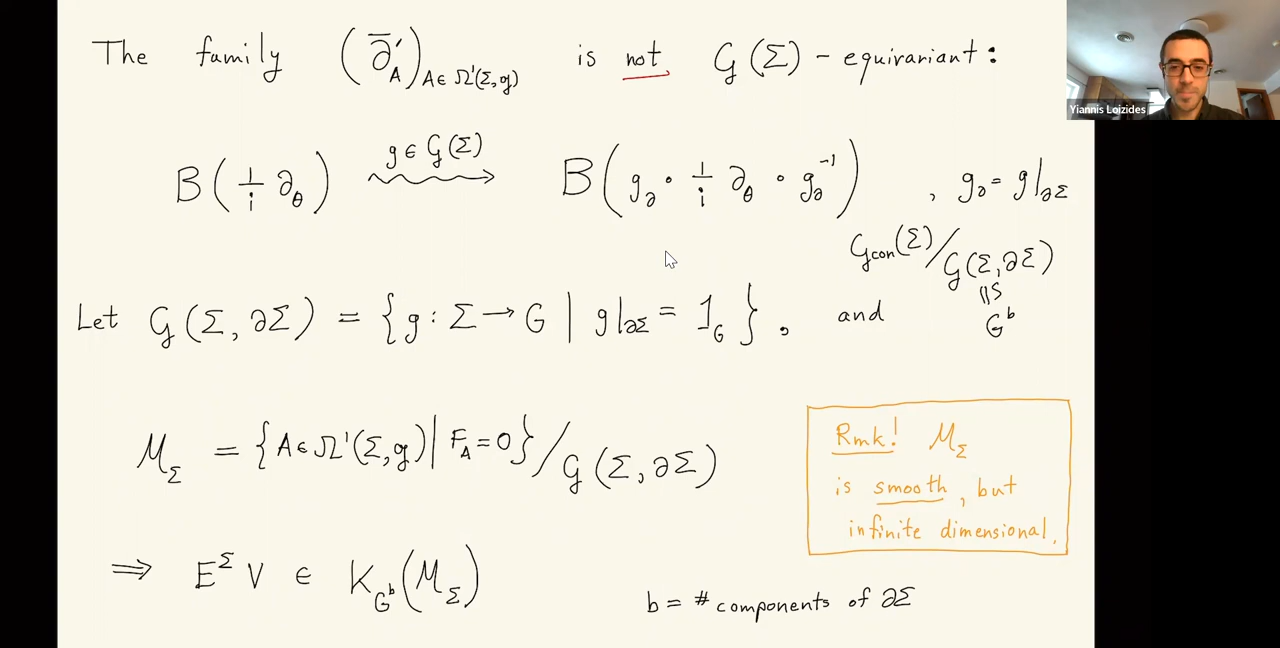 The family (∂̄'_A)_{A∈Ω¹(Σ,𝔤)} is not G(Σ)-equivariant:
Yiannis Loizides
B(1/i ∂_θ) g∈G(Σ) ⇝ B(g_∂ ∘ 1/i ∂_θ ∘ g_∂^{-1}) , g_∂ = g|_{∂Σ}
G_con(Σ)/G(Σ,∂Σ)
≅
G^b
Let G(Σ,∂Σ) = {g : Σ → G | g|_{∂Σ} = 1_G}, and
M_Σ = {A∈Ω¹(Σ,𝔤) | F_A = 0}/G(Σ,∂Σ)
Rmk! M_Σ
is smooth, but
infinite dimensional.
⇒ E^Σ V ∈ K_{G^b}(M_Σ)
b = # components of ∂Σ